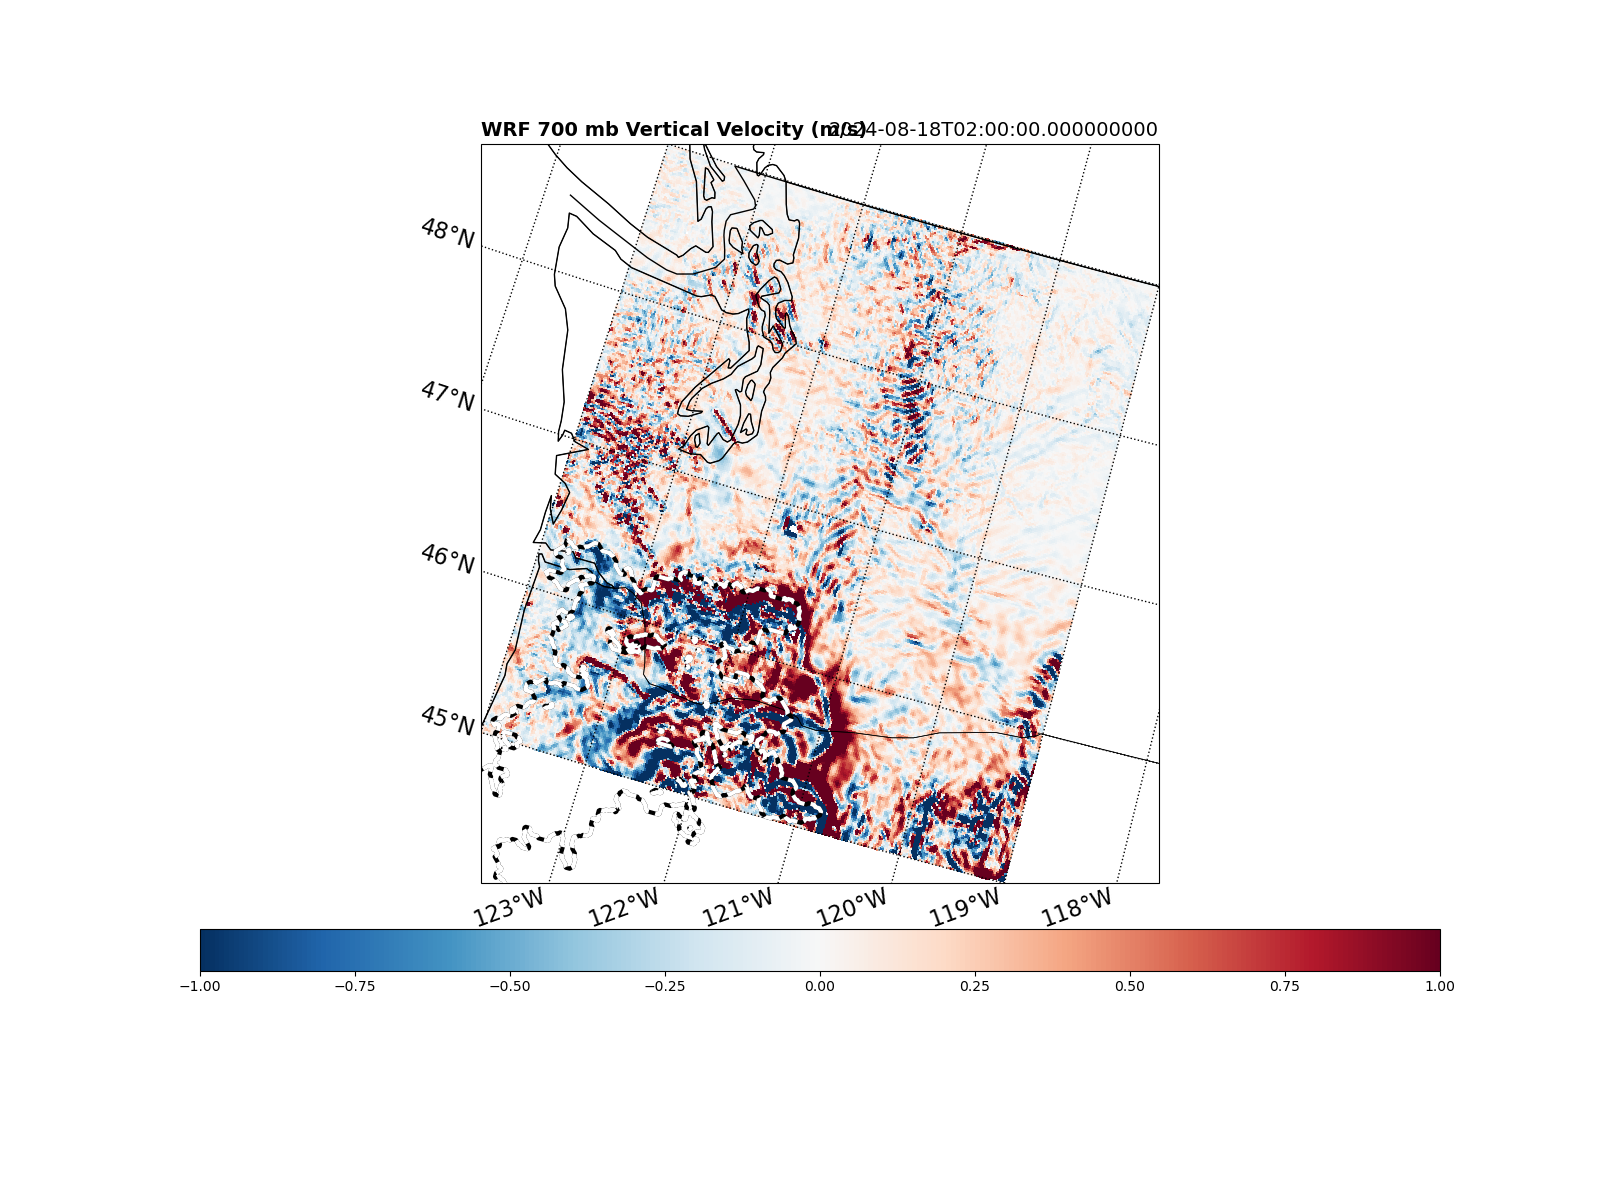 WRF 700 mb Vertical Velocity (m/s) 2024-08-18T02:00:00.000000000
48°N
47°N
46°N
45°N
123°W 122°W 121°W 120°W 119°W 118°W
−1.00 −0.75 −0.50 −0.25 0.00 0.25 0.50 0.75 1.00